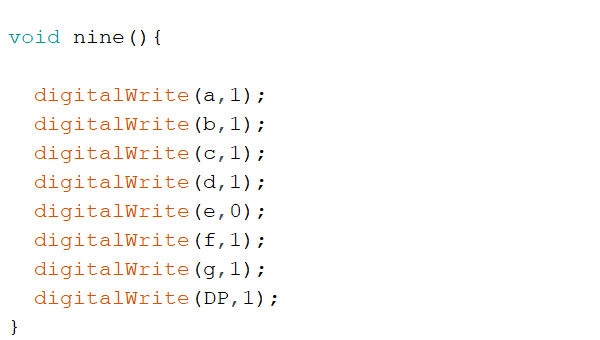 void nine(){
digitalWrite(a,1);
digitalWrite(b,1);
digitalWrite(c,1);
digitalWrite(d,1);
digitalWrite(e,0);
digitalWrite(f,1);
digitalWrite(g,1);
digitalWrite(DP,1);
}